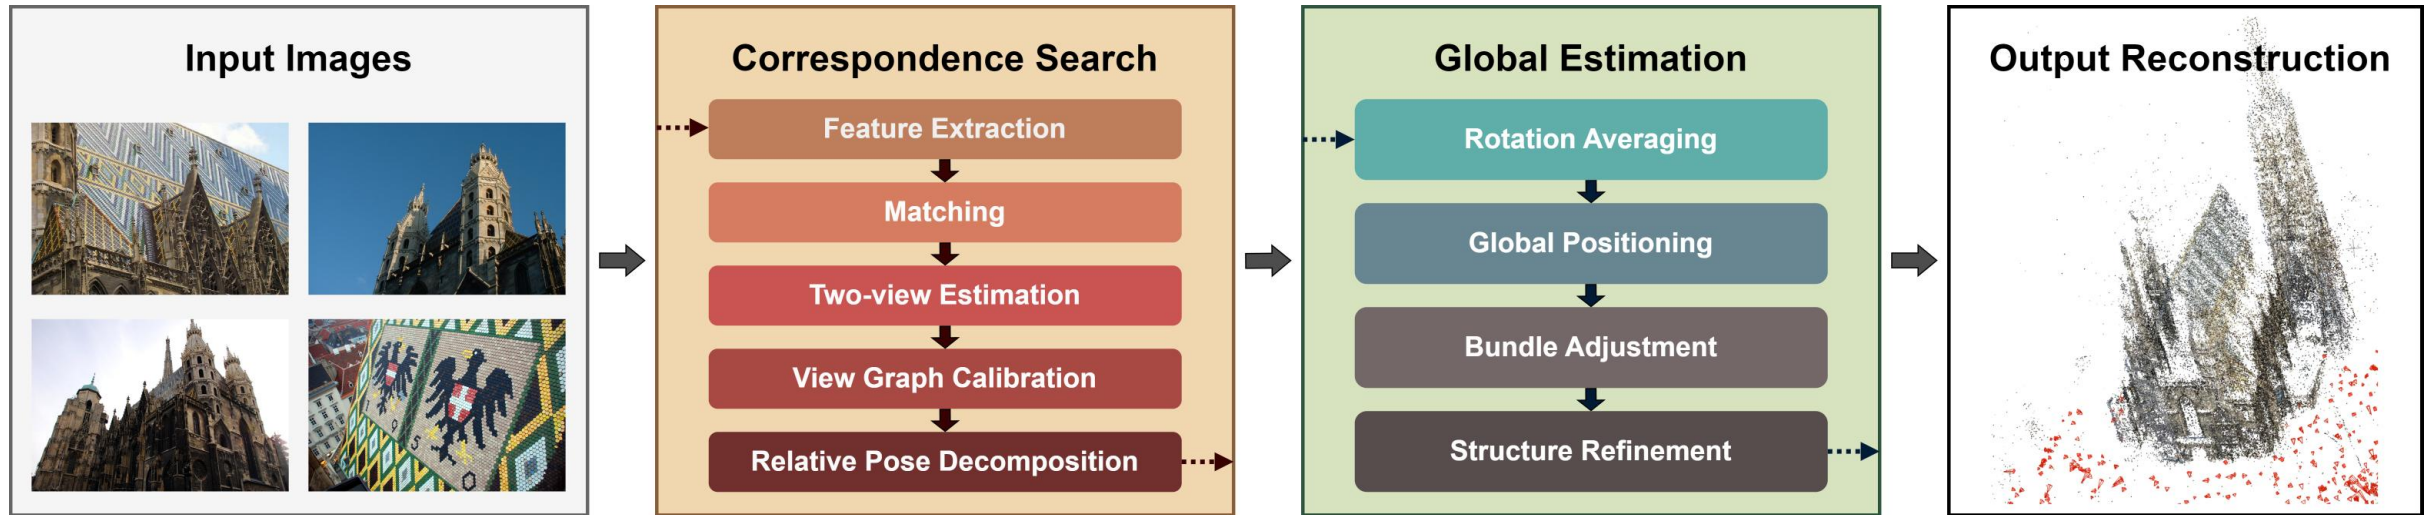 Input Images
Correspondence Search
Feature Extraction
Matching
Two-view Estimation
View Graph Calibration
Relative Pose Decomposition
Global Estimation
Rotation Averaging
Global Positioning
Bundle Adjustment
Structure Refinement
Output Reconstruction